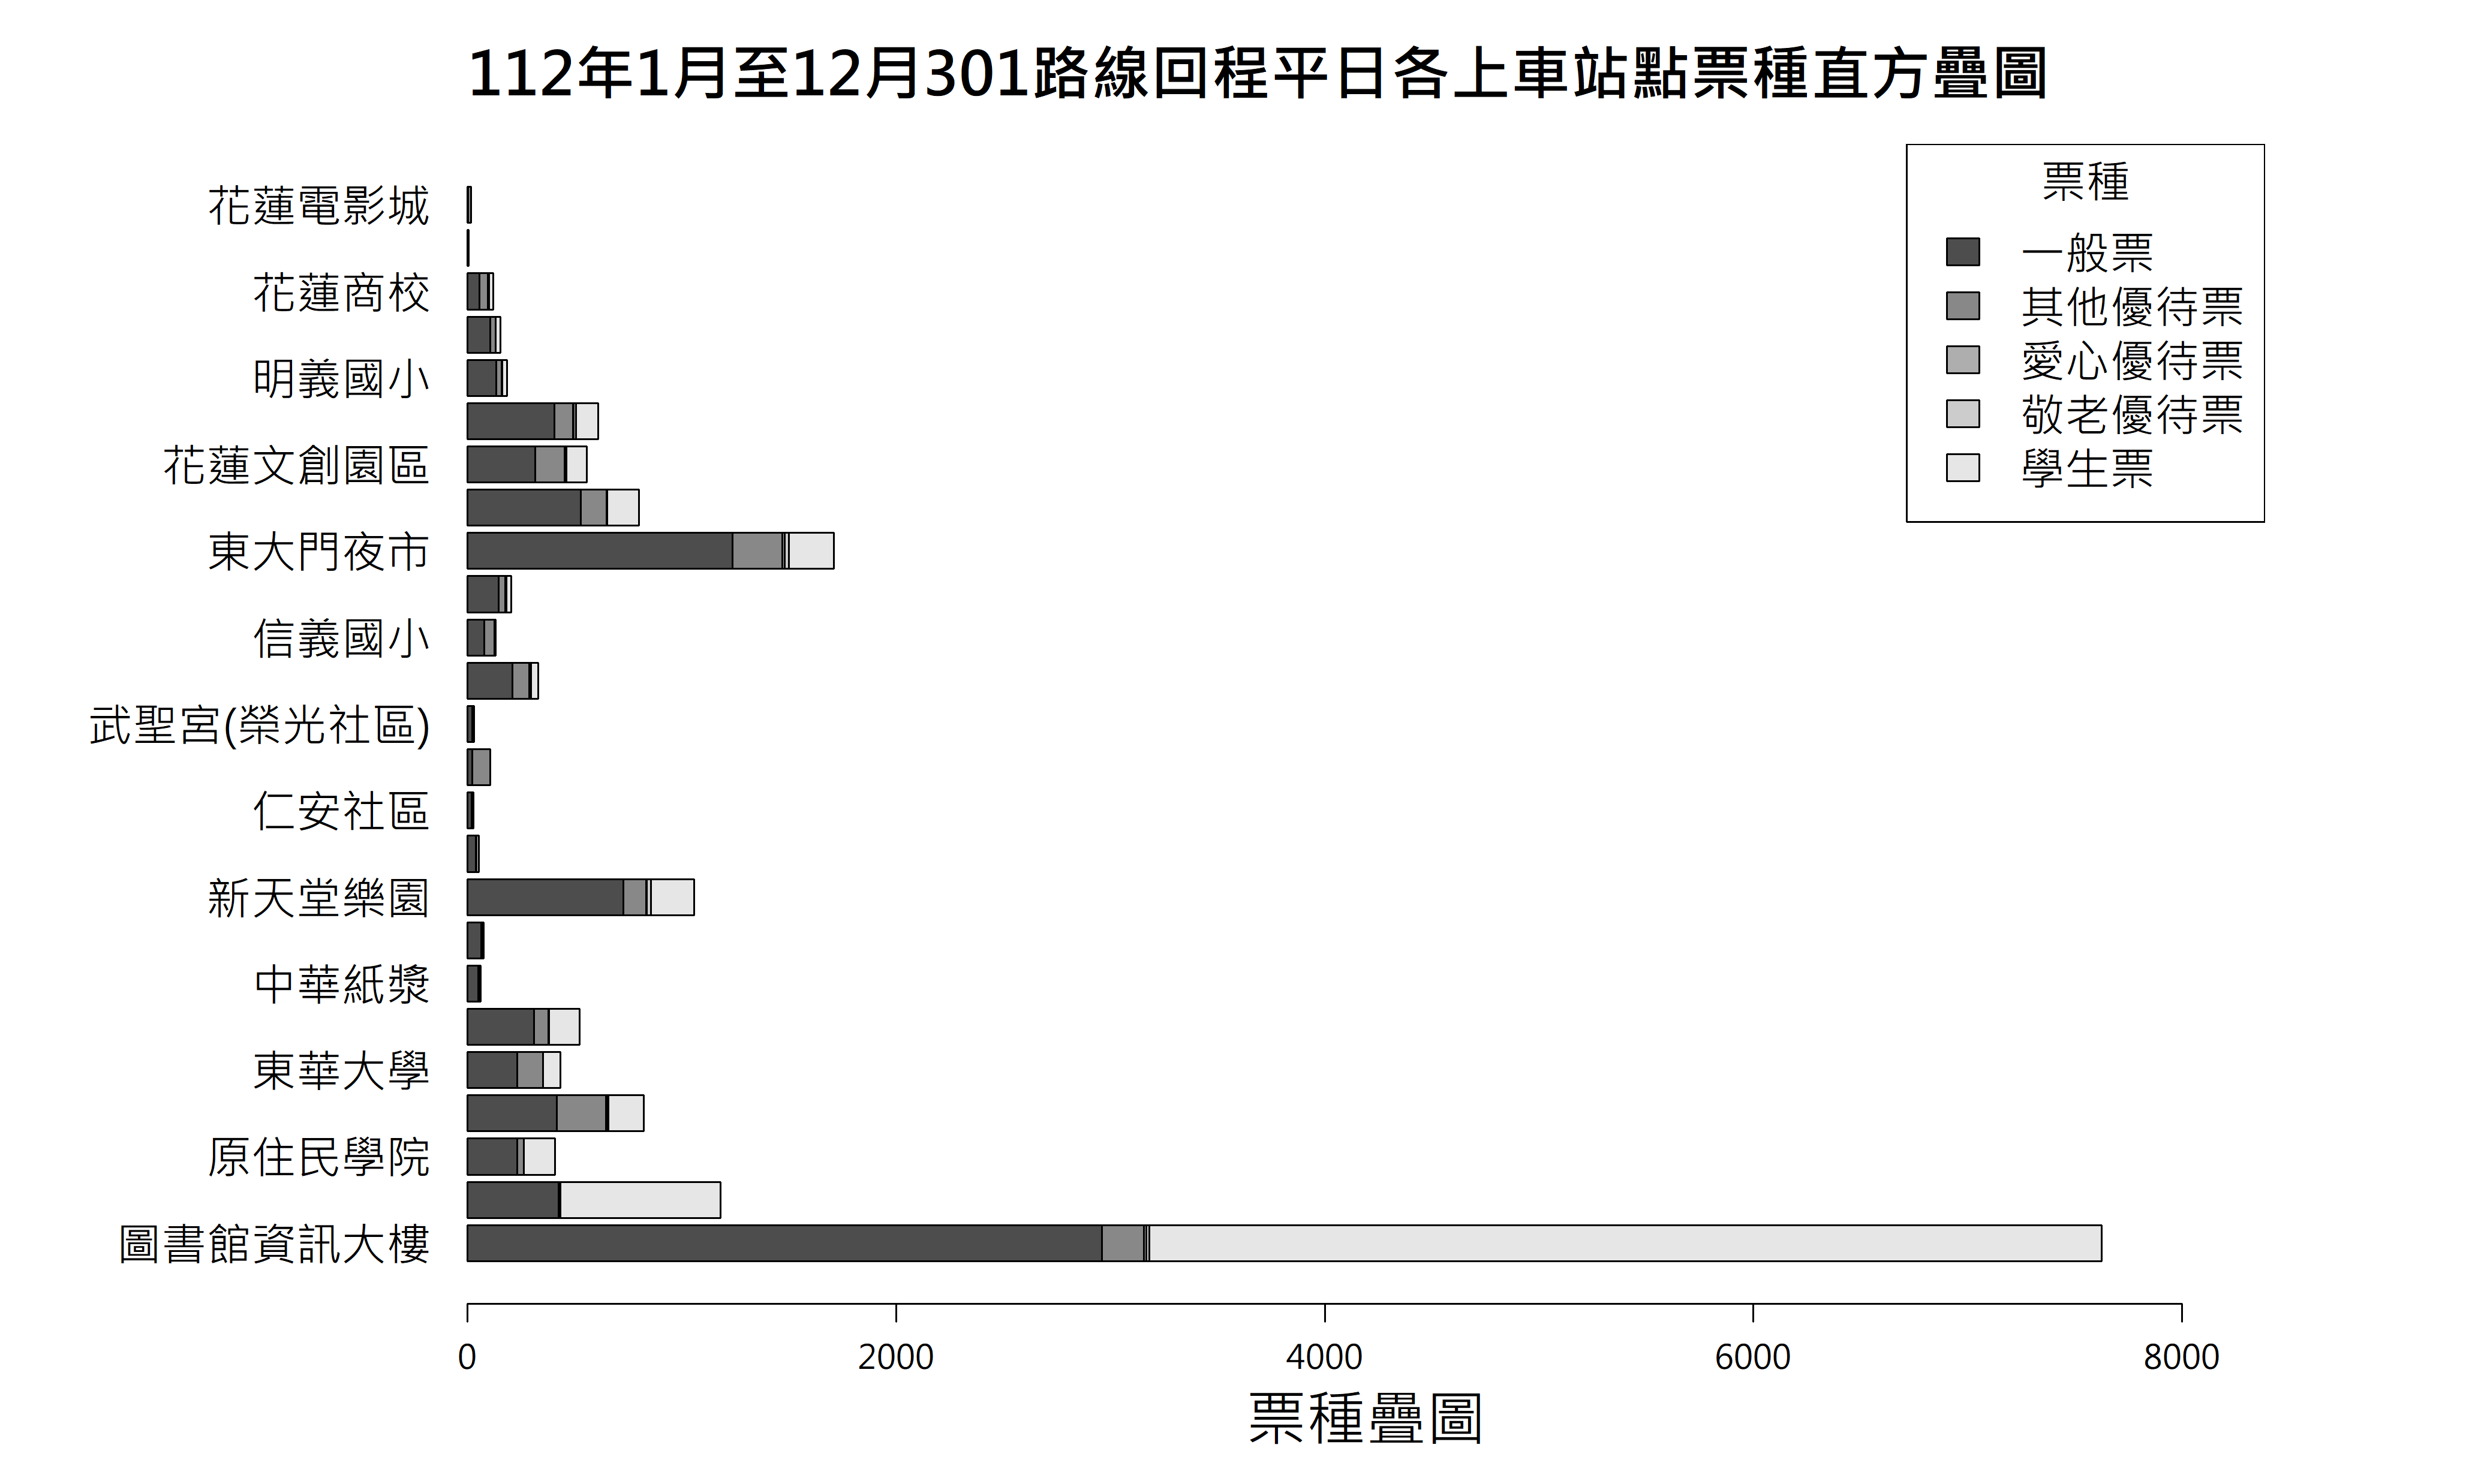 112年1月至12月301路線回程平日各上車站點票種直方疊圖
票種
一般票
其他優待票
愛心優待票
敬老優待票
學生票
花蓮電影城
花蓮商校
明義國小
花蓮文創園區
東大門夜市
信義國小
武聖宮(榮光社區)
仁安社區
新天堂樂園
中華紙漿
東華大學
原住民學院
圖書館資訊大樓
0 2000 4000 6000 8000
票種疊圖